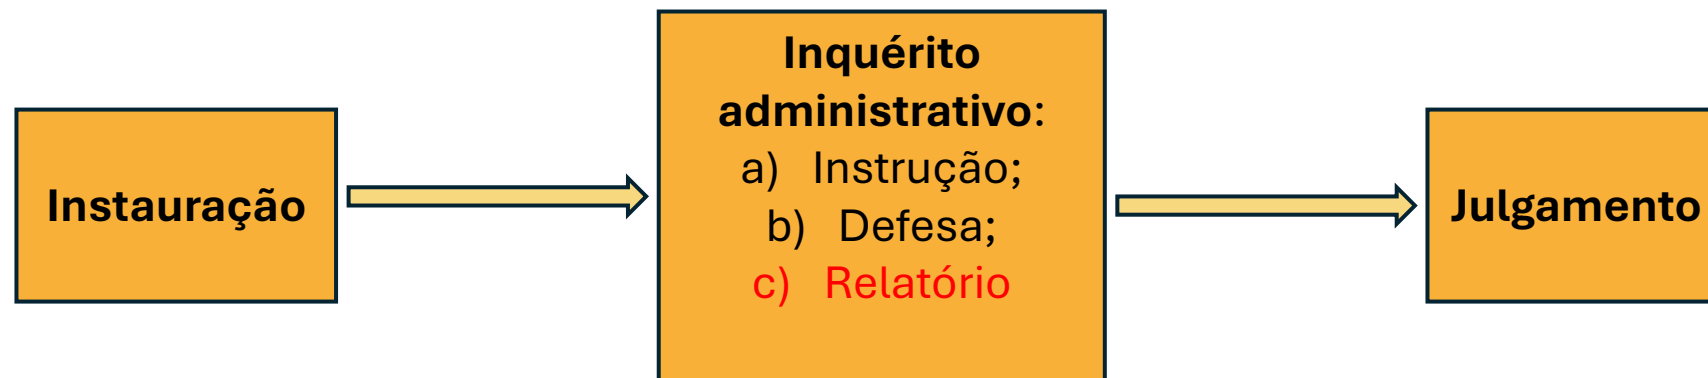 Instauração
Inquérito
administrativo:
a) Instrução;
b) Defesa;
c) Relatório
Julgamento